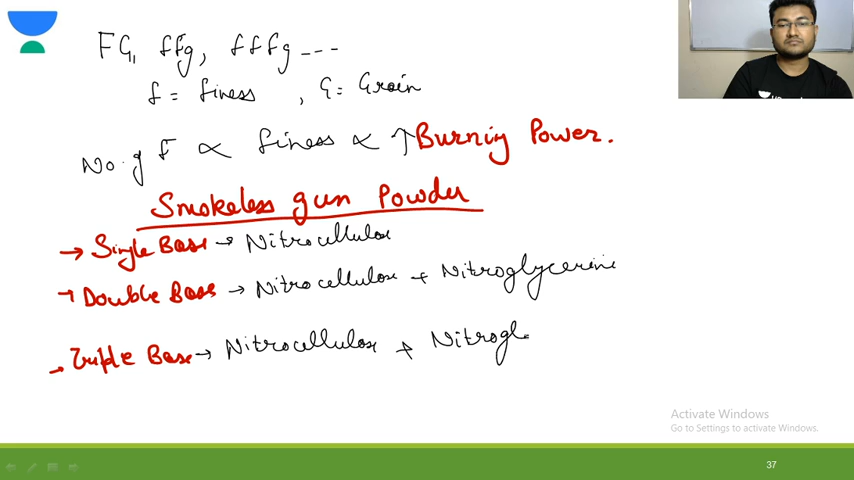 FG, ffg, fffg ---
f = finess , G = Grain
No. of F ∝ finess ∝ ↑ Burning Power.
Smokeless gun Powder
→ Single Base → Nitrocellulose
→ Double Base → Nitrocellulose + Nitroglycerine
→ Triple Base → Nitrocellulose + Nitrogl
Activate Windows
Go to Settings to activate Windows.
37